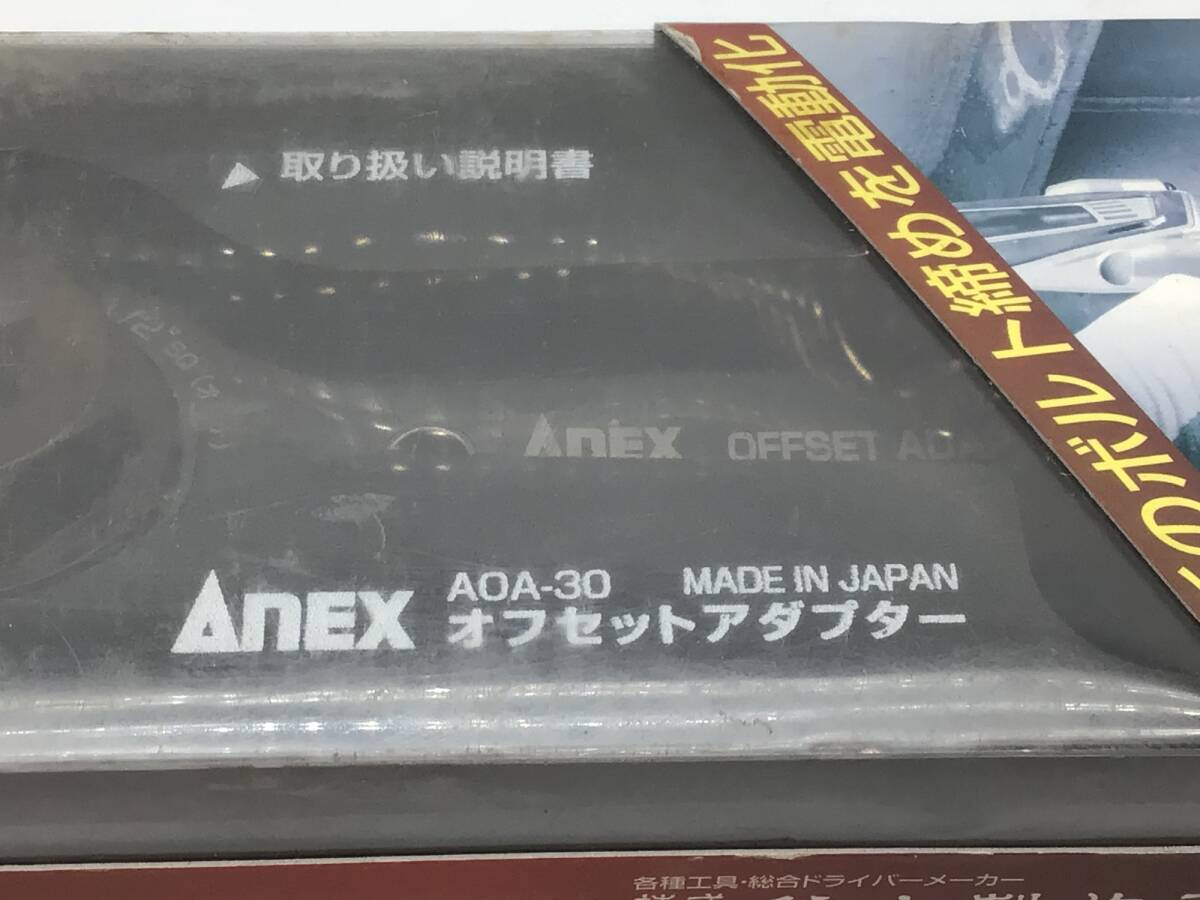 ▶ 取り扱い説明書
のボルト締めを電動化
ANEX OFFSET ADA
ANEX AOA-30 MADE IN JAPAN
オフセットアダプター
各種工具・総合ドライバーメーカー